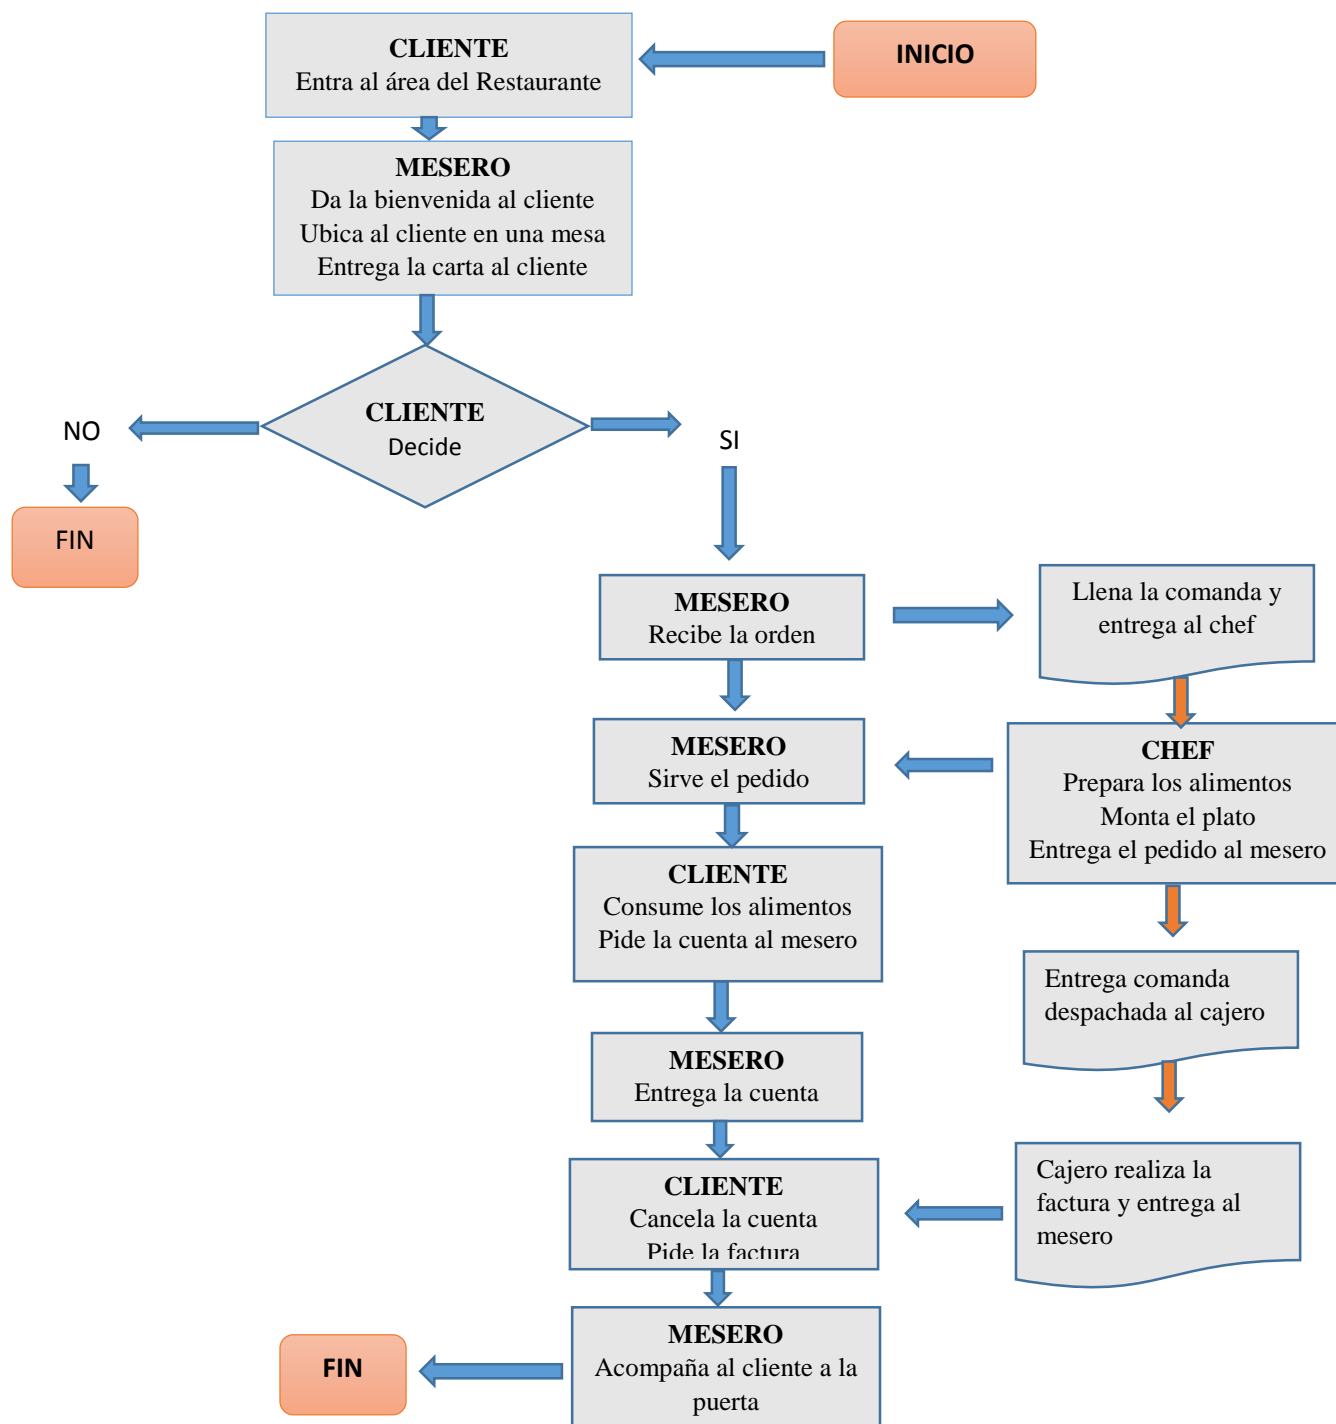 INICIO
CLIENTE
Entra al área del Restaurante
MESERO
Da la bienvenida al cliente
Ubica al cliente en una mesa
Entrega la carta al cliente
CLIENTE
Decide
NO
FIN
SI
MESERO
Recibe la orden
Llena la comanda y
entrega al chef
CHEF
Prepara los alimentos
Monta el plato
Entrega el pedido al mesero
MESERO
Sirve el pedido
CLIENTE
Consume los alimentos
Pide la cuenta al mesero
Entrega comanda
despachada al cajero
MESERO
Entrega la cuenta
Cajero realiza la
factura y entrega al
mesero
CLIENTE
Cancela la cuenta
Pide la factura
MESERO
Acompaña al cliente a la
puerta
FIN